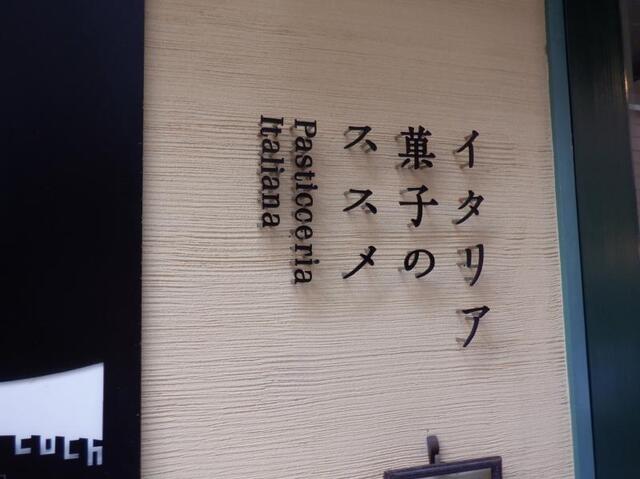 イタリア
菓子の
ススメ
Pasticceria
Italiana